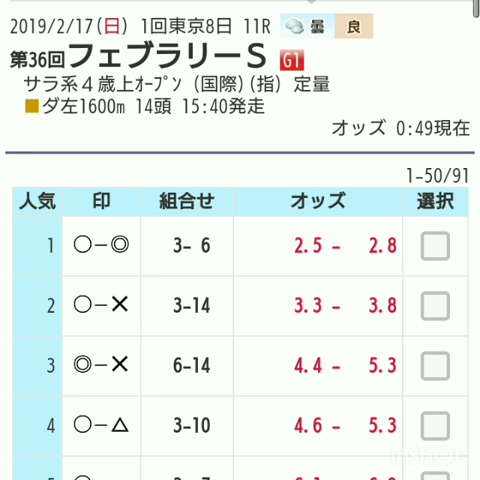 2019/2/17(日) 1回東京8日 11R 曇 良
第36回フェブラリーS G1
サラ系4歳上オープン (国際)(指) 定量
ダ左1600m 14頭 15:40発走
オッズ 0:49現在
1-50/91
人気 印 組合せ オッズ 選択
1 ○-◎ 3- 6 2.5 - 2.8
2 ○-× 3-14 3.3 - 3.8
3 ◎-× 6-14 4.4 - 5.3
4 ○-△ 3-10 4.6 - 5.3